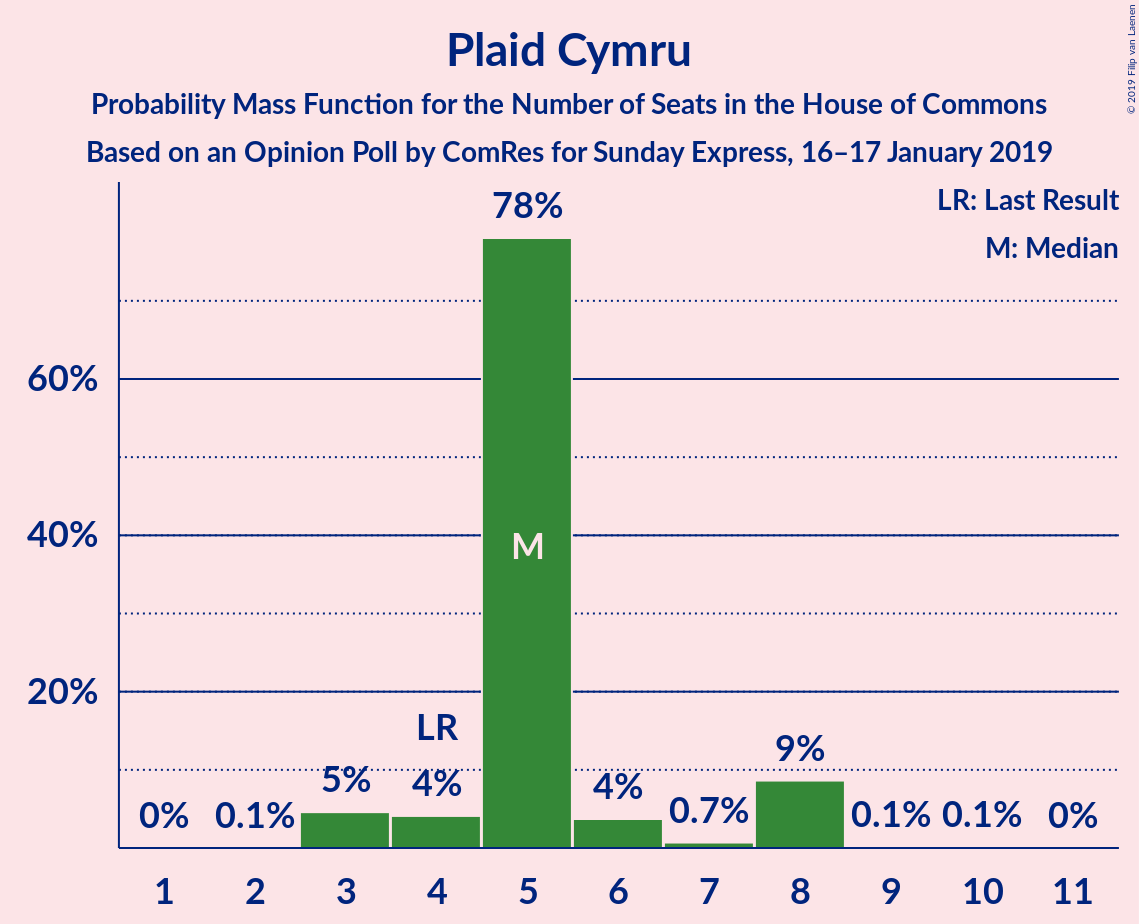 Plaid Cymru
Probability Mass Function for the Number of Seats in the House of Commons
Based on an Opinion Poll by ComRes for Sunday Express, 16–17 January 2019
© 2019 Filip van Laenen
LR: Last Result
M: Median
78%
60%
40%
M
20%
LR
0% 0.1% 5% 4% 4% 0.7% 9% 0.1% 0.1% 0%
1 2 3 4 5 6 7 8 9 10 11